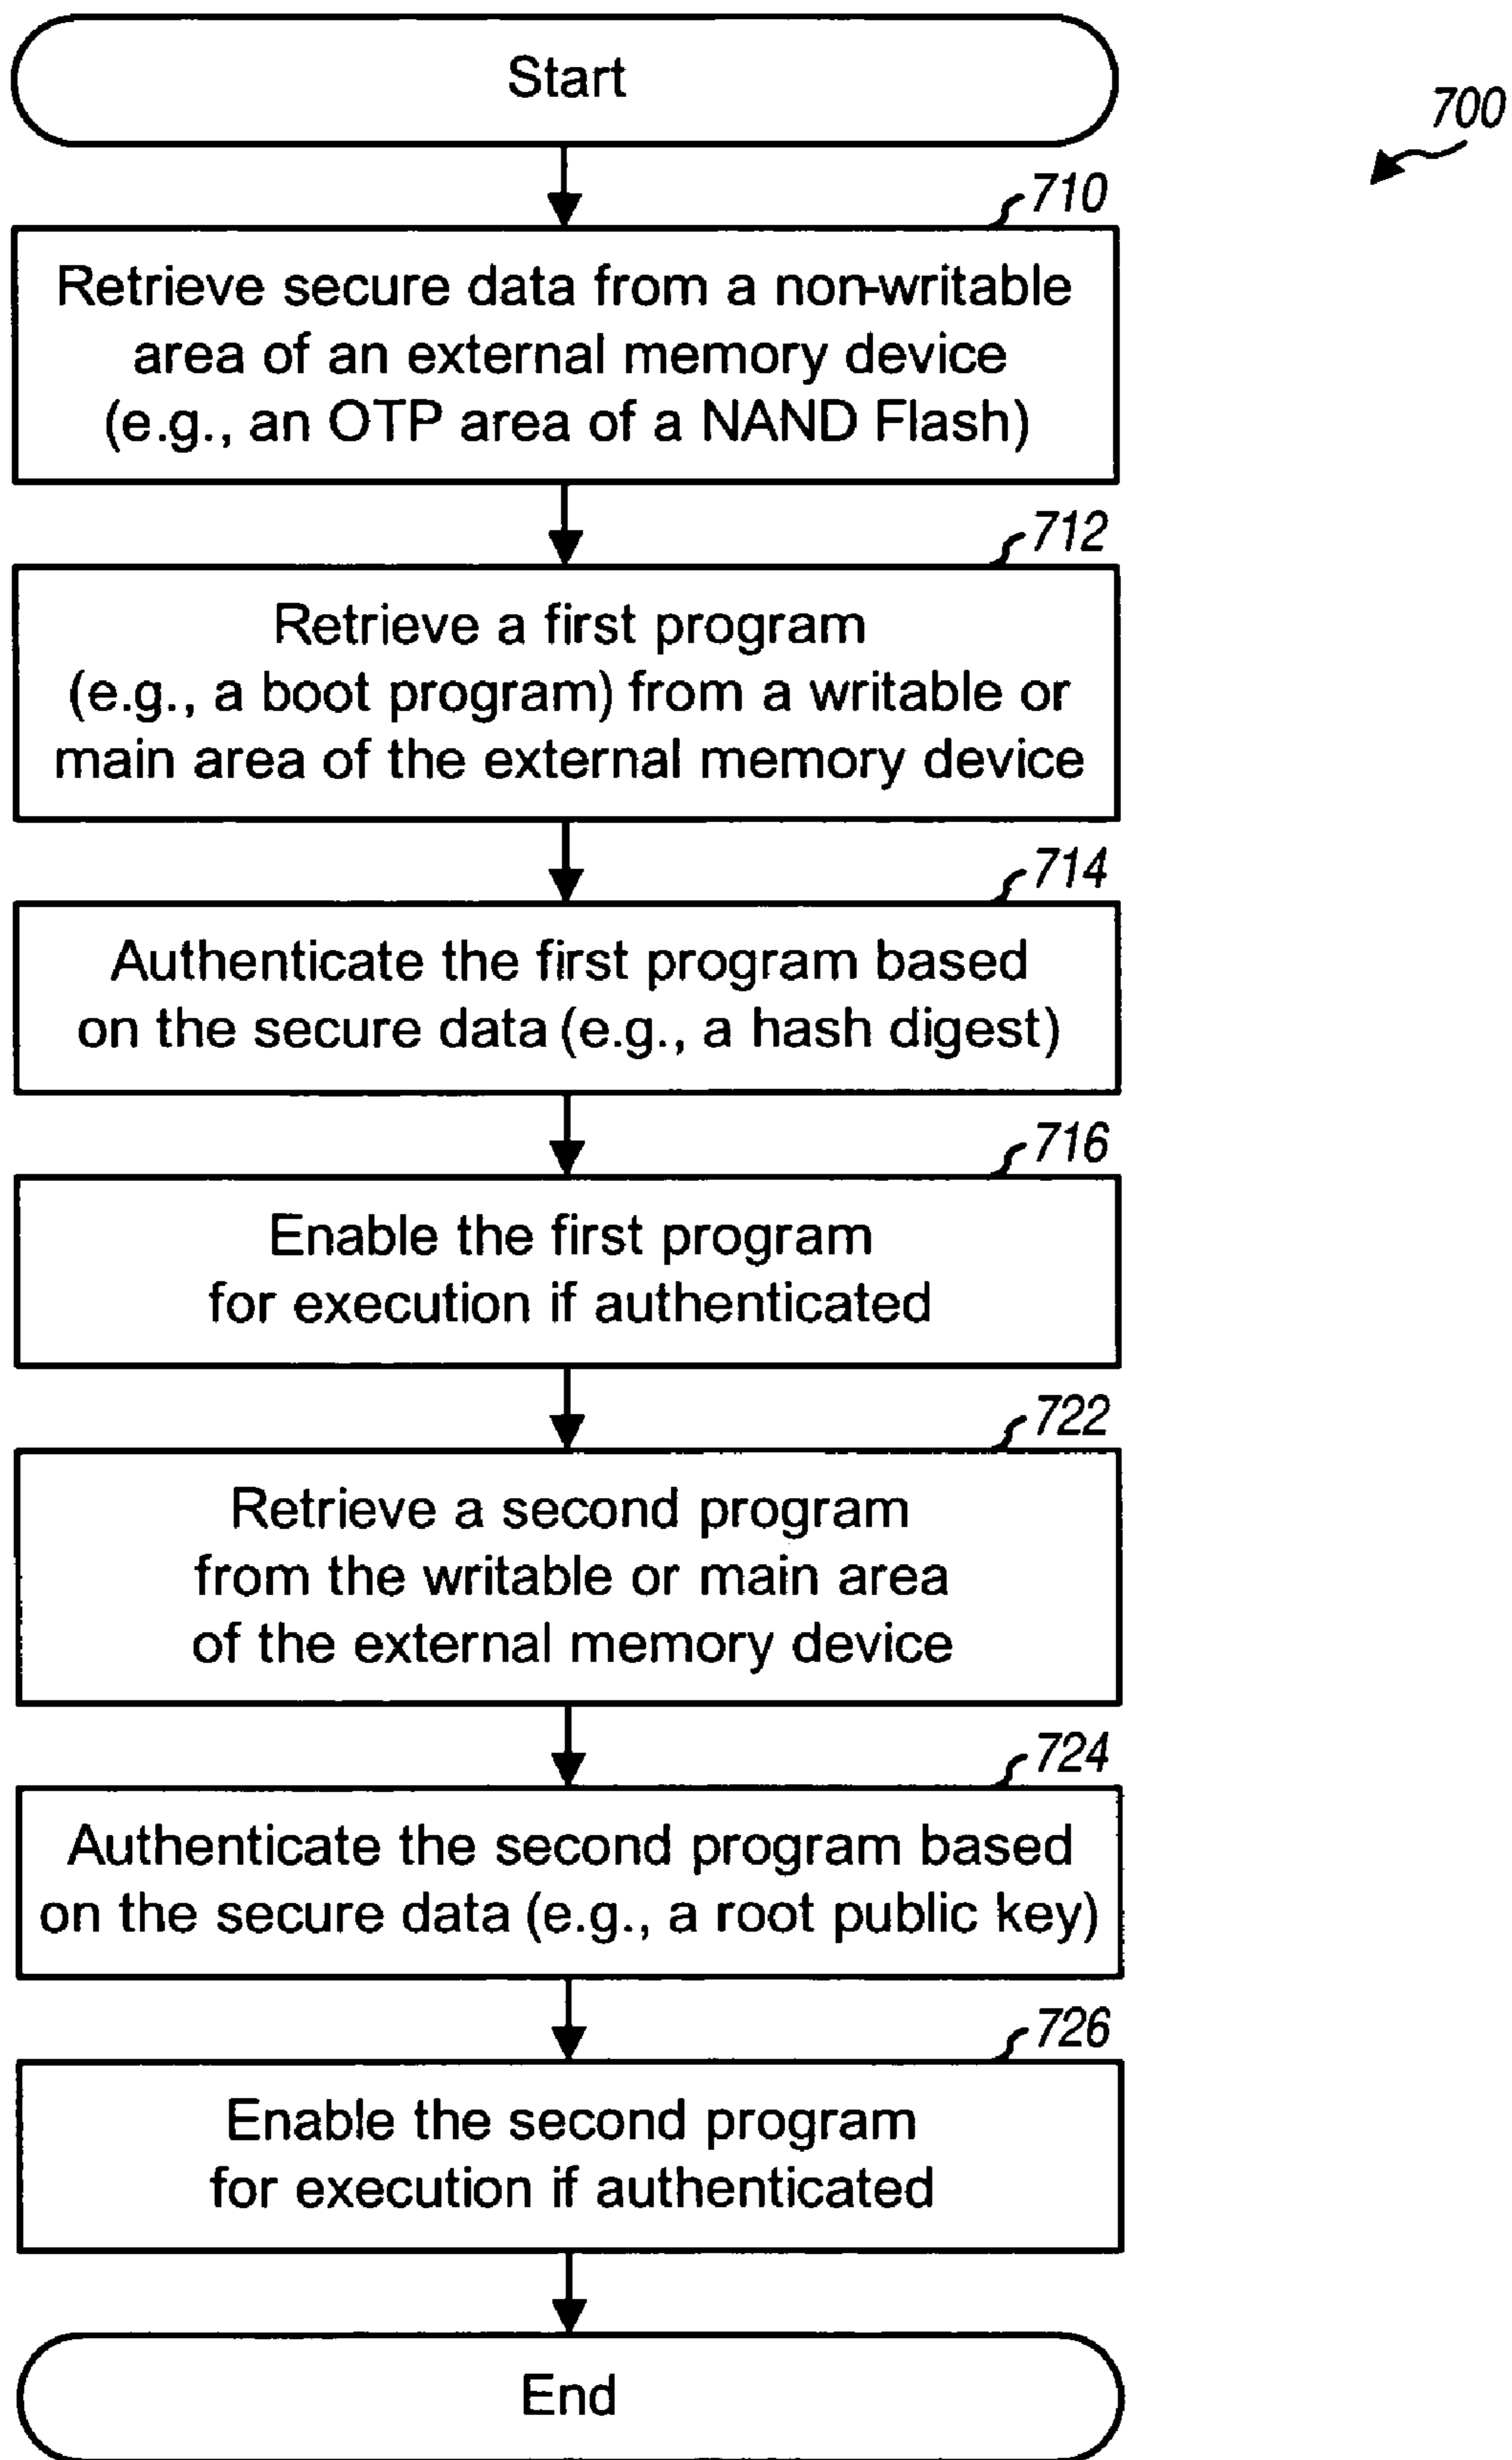 Start
700
710
Retrieve secure data from a non-writable
area of an external memory device
(e.g., an OTP area of a NAND Flash)
712
Retrieve a first program
(e.g., a boot program) from a writable or
main area of the external memory device
714
Authenticate the first program based
on the secure data (e.g., a hash digest)
716
Enable the first program
for execution if authenticated
722
Retrieve a second program
from the writable or main area
of the external memory device
724
Authenticate the second program based
on the secure data (e.g., a root public key)
726
Enable the second program
for execution if authenticated
End